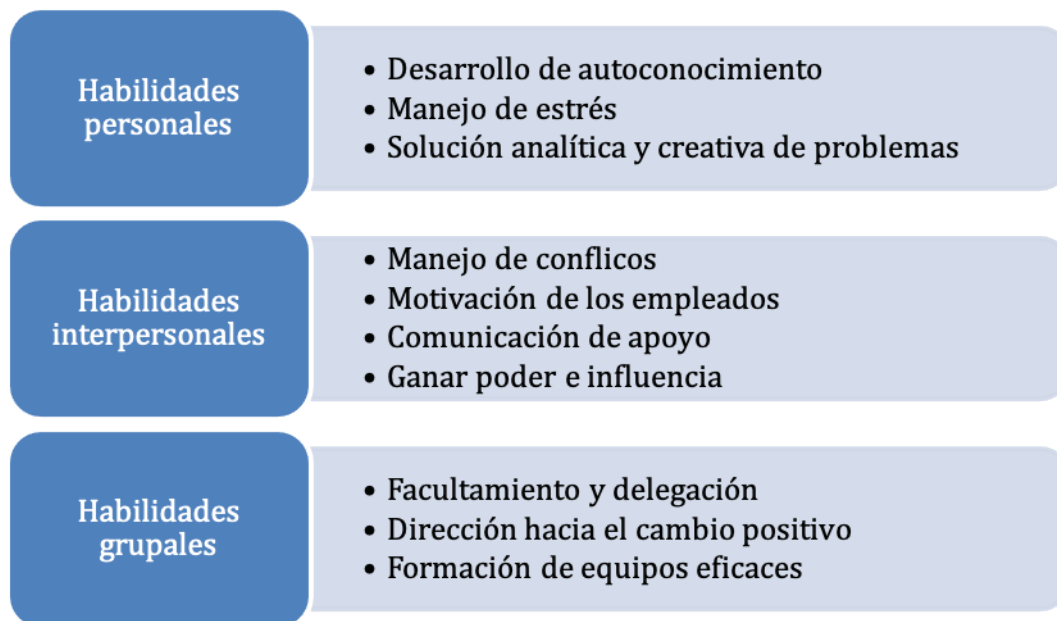 Habilidades
personales
• Desarrollo de autoconocimiento
• Manejo de estrés
• Solución analítica y creativa de problemas
Habilidades
interpersonales
• Manejo de conflicos
• Motivación de los empleados
• Comunicación de apoyo
• Ganar poder e influencia
Habilidades
grupales
• Facultamiento y delegación
• Dirección hacia el cambio positivo
• Formación de equipos eficaces